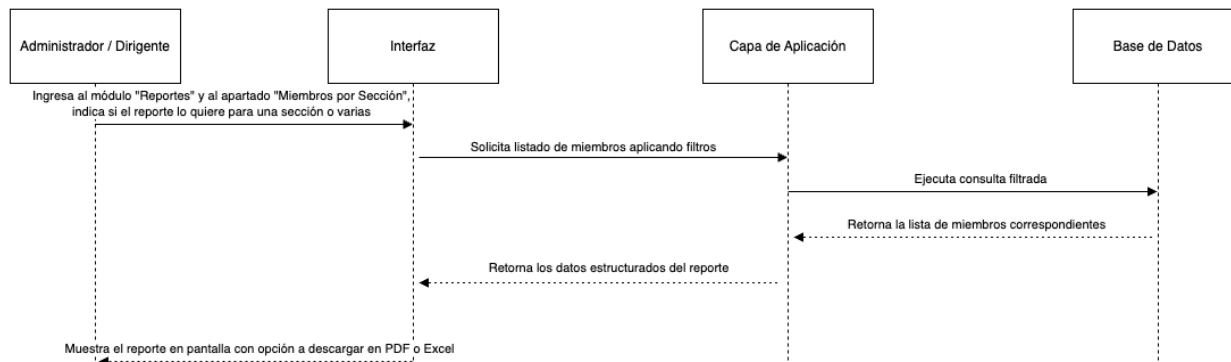 Administrador / Dirigente
Interfaz
Capa de Aplicación
Base de Datos
Ingresa al módulo "Reportes" y al apartado "Miembros por Sección",
indica si el reporte lo quiere para una sección o varias
Solicita listado de miembros aplicando filtros
Ejecuta consulta filtrada
Retorna la lista de miembros correspondientes
Retorna los datos estructurados del reporte
Muestra el reporte en pantalla con opción a descargar en PDF o Excel